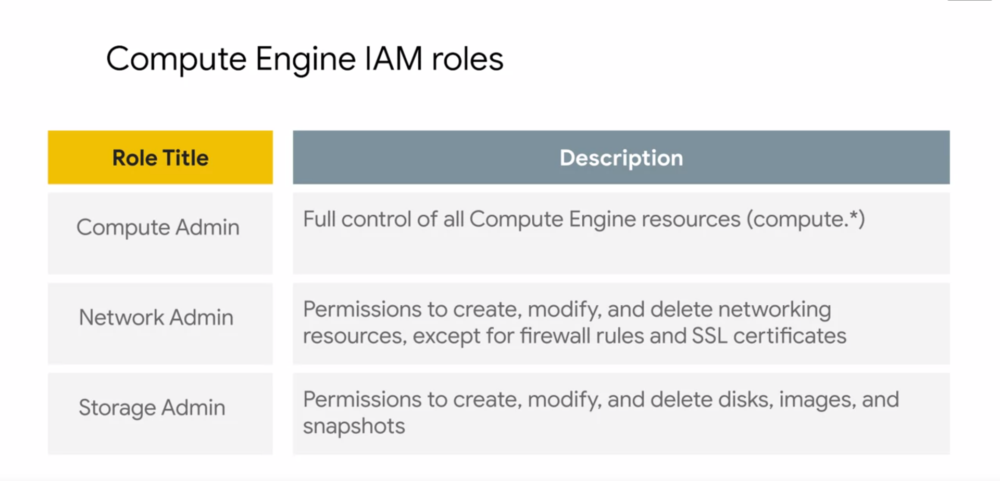 Compute Engine IAM roles
Role Title
Description
Compute Admin
Full control of all Compute Engine resources (compute.*)
Network Admin
Permissions to create, modify, and delete networking
resources, except for firewall rules and SSL certificates
Storage Admin
Permissions to create, modify, and delete disks, images, and
snapshots